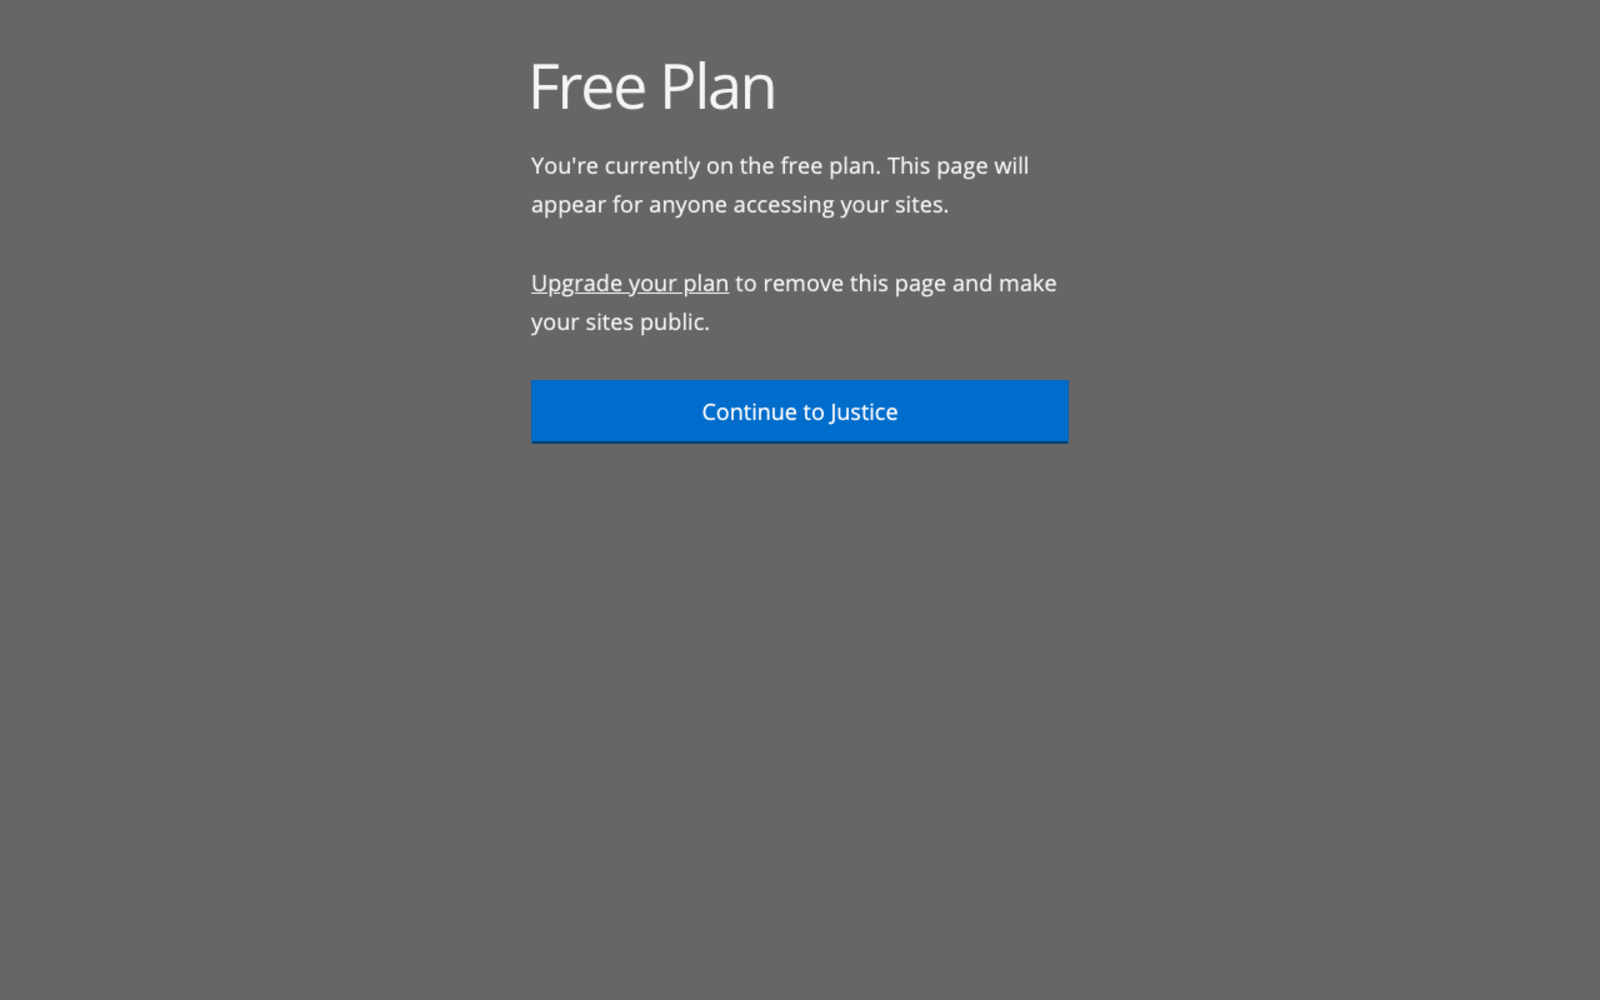 Free Plan
You're currently on the free plan. This page will
appear for anyone accessing your sites.
Upgrade your plan to remove this page and make
your sites public.
Continue to Justice